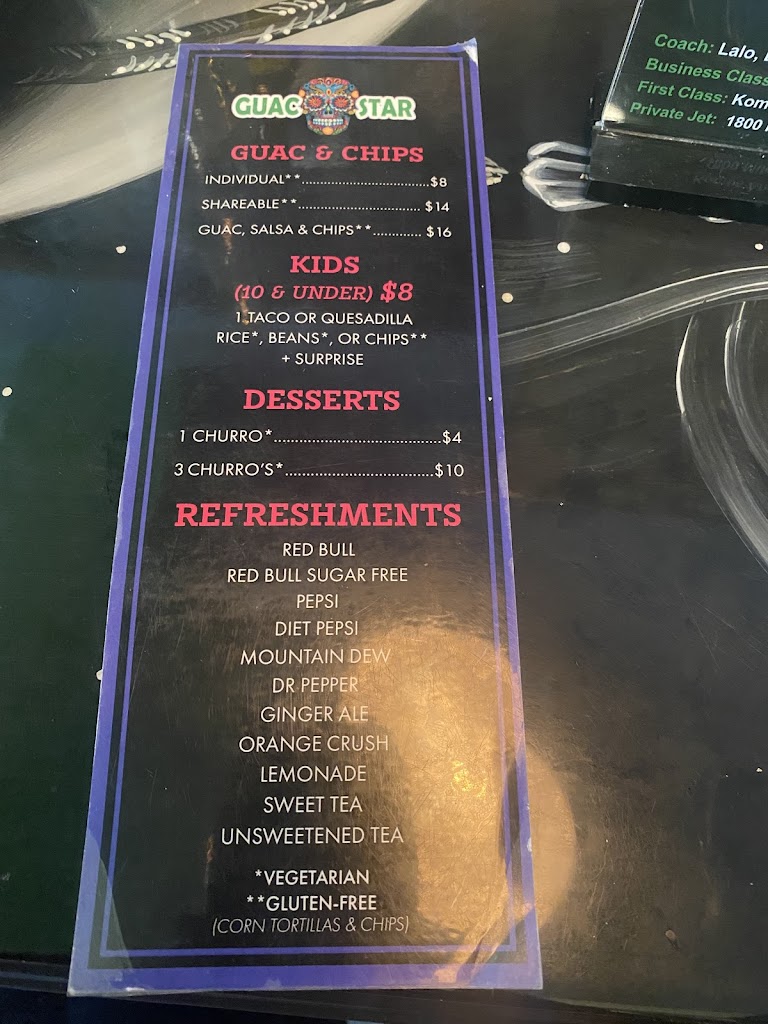 GUAC STAR
GUAC & CHIPS
INDIVIDUAL**................................$8
SHAREABLE**............................... $14
GUAC, SALSA & CHIPS**............. $16
KIDS
(10 & UNDER) $8
1 TACO OR QUESADILLA
RICE*, BEANS*, OR CHIPS**
+ SURPRISE
DESSERTS
1 CHURRO*......................................$4
3 CHURRO'S*..................................$10
REFRESHMENTS
RED BULL
RED BULL SUGAR FREE
PEPSI
DIET PEPSI
MOUNTAIN DEW
DR PEPPER
GINGER ALE
ORANGE CRUSH
LEMONADE
SWEET TEA
UNSWEETENED TEA
*VEGETARIAN
**GLUTEN-FREE
(CORN TORTILLAS & CHIPS)
Coach: Lalo,
Business Class
First Class: Kom
Private Jet: 1800